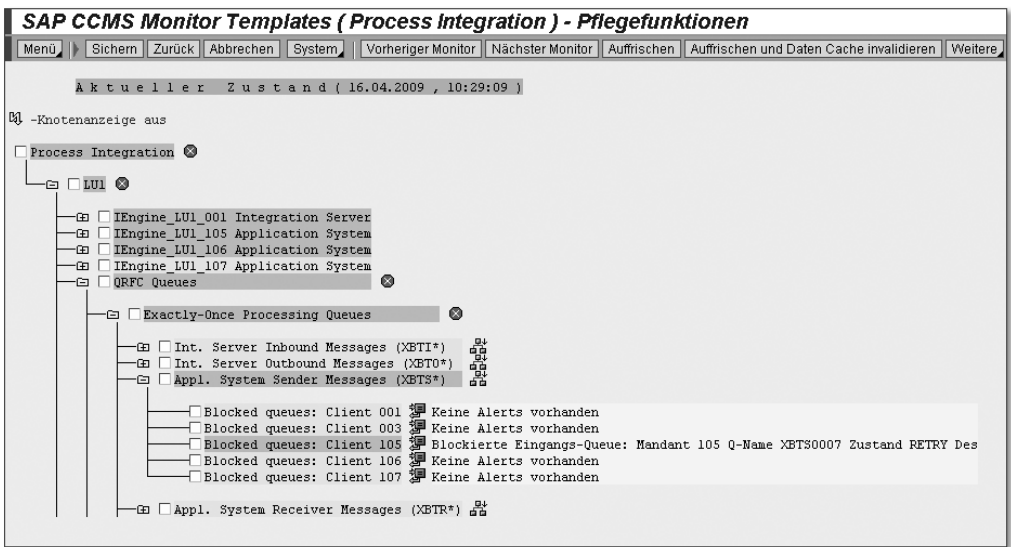 SAP CCMS Monitor Templates ( Process Integration ) - Pflegefunktionen
Menü Sichern Zurück Abbrechen System Vorheriger Monitor Nächster Monitor Auffrischen Auffrischen und Daten Cache invalidieren Weitere
A k t u e l l e r   Z u s t a n d ( 16.04.2009 , 10:29:09 )
-Knotenanzeige aus
Process Integration
LU1
IEngine_LU1_001 Integration Server
IEngine_LU1_105 Application System
IEngine_LU1_106 Application System
IEngine_LU1_107 Application System
QRFC Queues
Exactly-Once Processing Queues
Int. Server Inbound Messages (XBTI*)
Int. Server Outbound Messages (XBTO*)
Appl. System Sender Messages (XBTS*)
Blocked queues: Client 001 Keine Alerts vorhanden
Blocked queues: Client 003 Keine Alerts vorhanden
Blocked queues: Client 105 Blockierte Eingangs-Queue: Mandant 105 Q-Name XBTS0007 Zustand RETRY Des
Blocked queues: Client 106 Keine Alerts vorhanden
Blocked queues: Client 107 Keine Alerts vorhanden
Appl. System Receiver Messages (XBTR*)